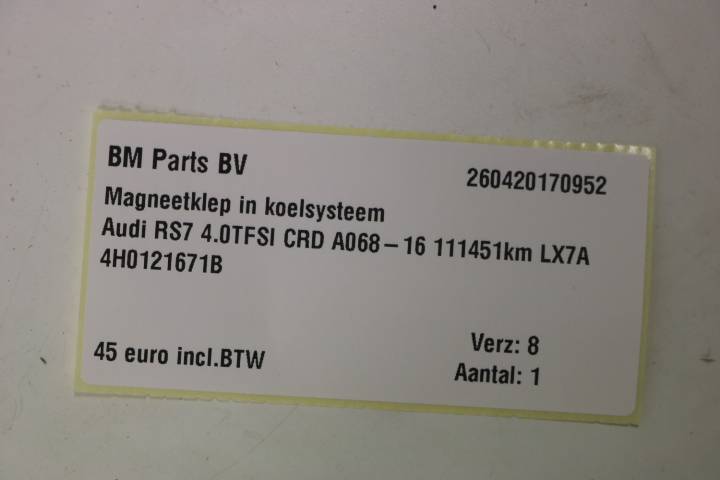 BM Parts BV 260420170952
Magneetklep in koelsysteem
Audi RS7 4.0TFSI CRD A068-16 111451km LX7A
4H0121671B
45 euro incl.BTW Verz: 8
Aantal: 1